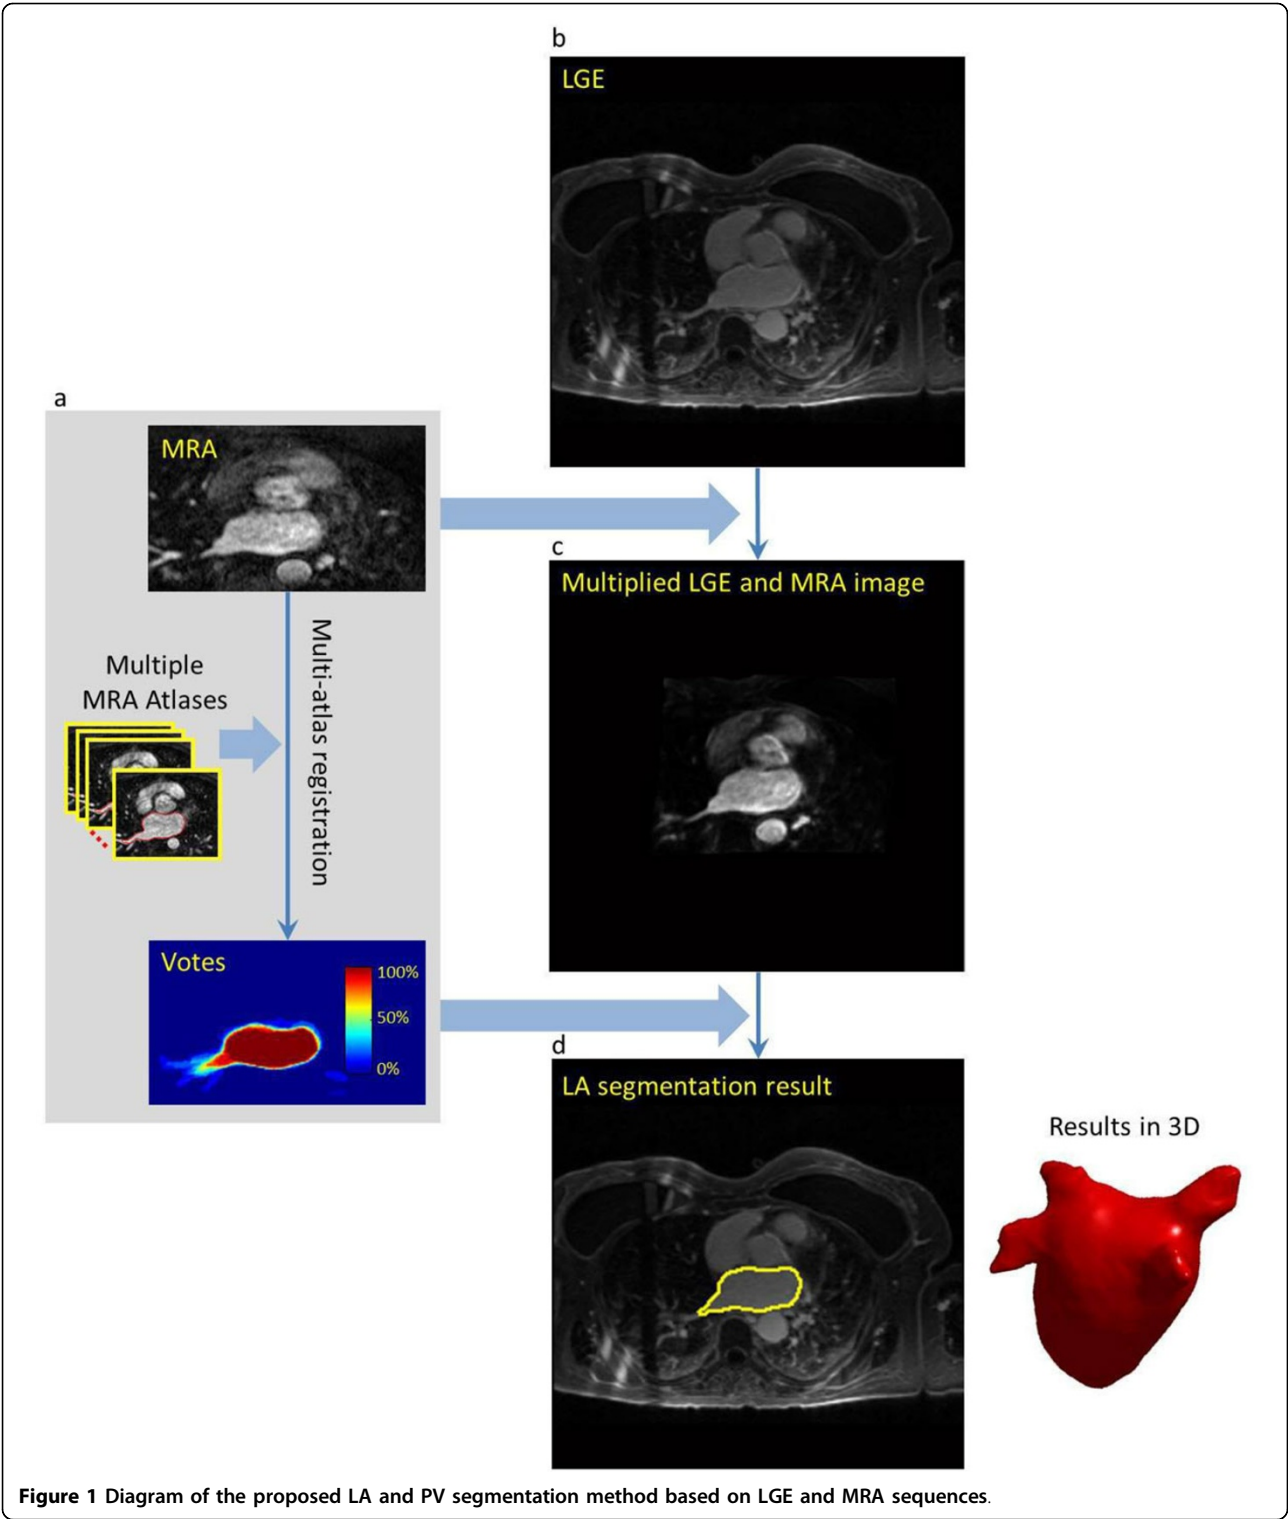 b
LGE
a
MRA
c
Multiplied LGE and MRA image
Multiple
MRA Atlases
Multi-atlas registration
Votes
100%
50%
0%
d
LA segmentation result
Results in 3D
Figure 1 Diagram of the proposed LA and PV segmentation method based on LGE and MRA sequences.